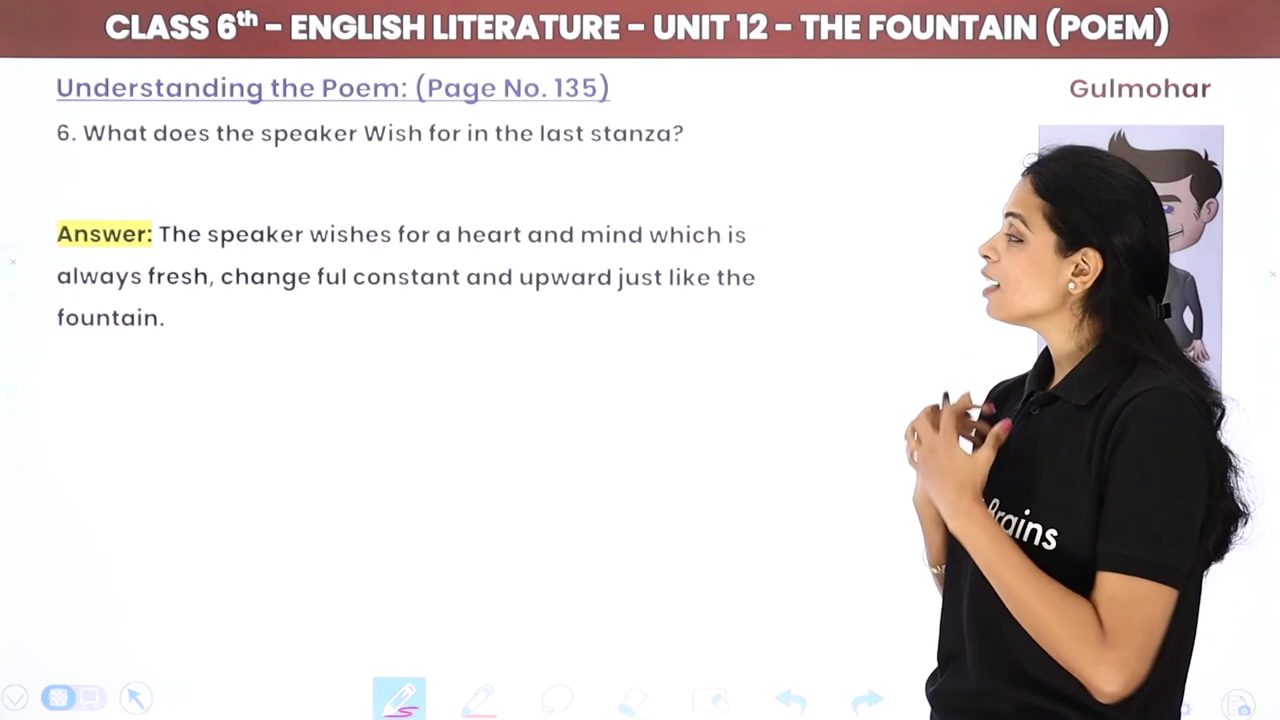 CLASS 6th - ENGLISH LITERATURE - UNIT 12 - THE FOUNTAIN (POEM)
Understanding the Poem: (Page No. 135)
Gulmohar
6. What does the speaker Wish for in the last stanza?
Answer: The speaker wishes for a heart and mind which is
always fresh, change ful constant and upward just like the
fountain.
Brains